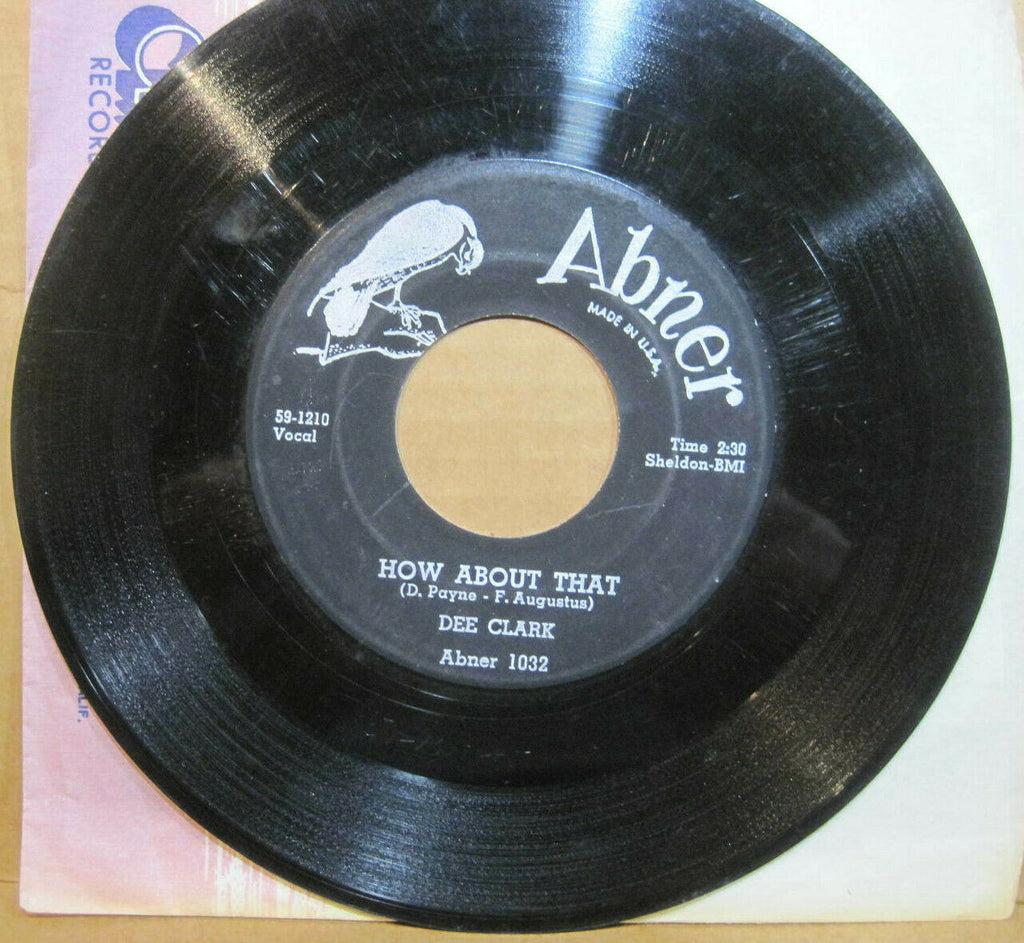 RECOR
Abner
MADE IN U.S.A.
59-1210
Vocal
Time 2:30
Sheldon-BMI
HOW ABOUT THAT
(D. Payne - F. Augustus)
DEE CLARK
Abner 1032
LIF.